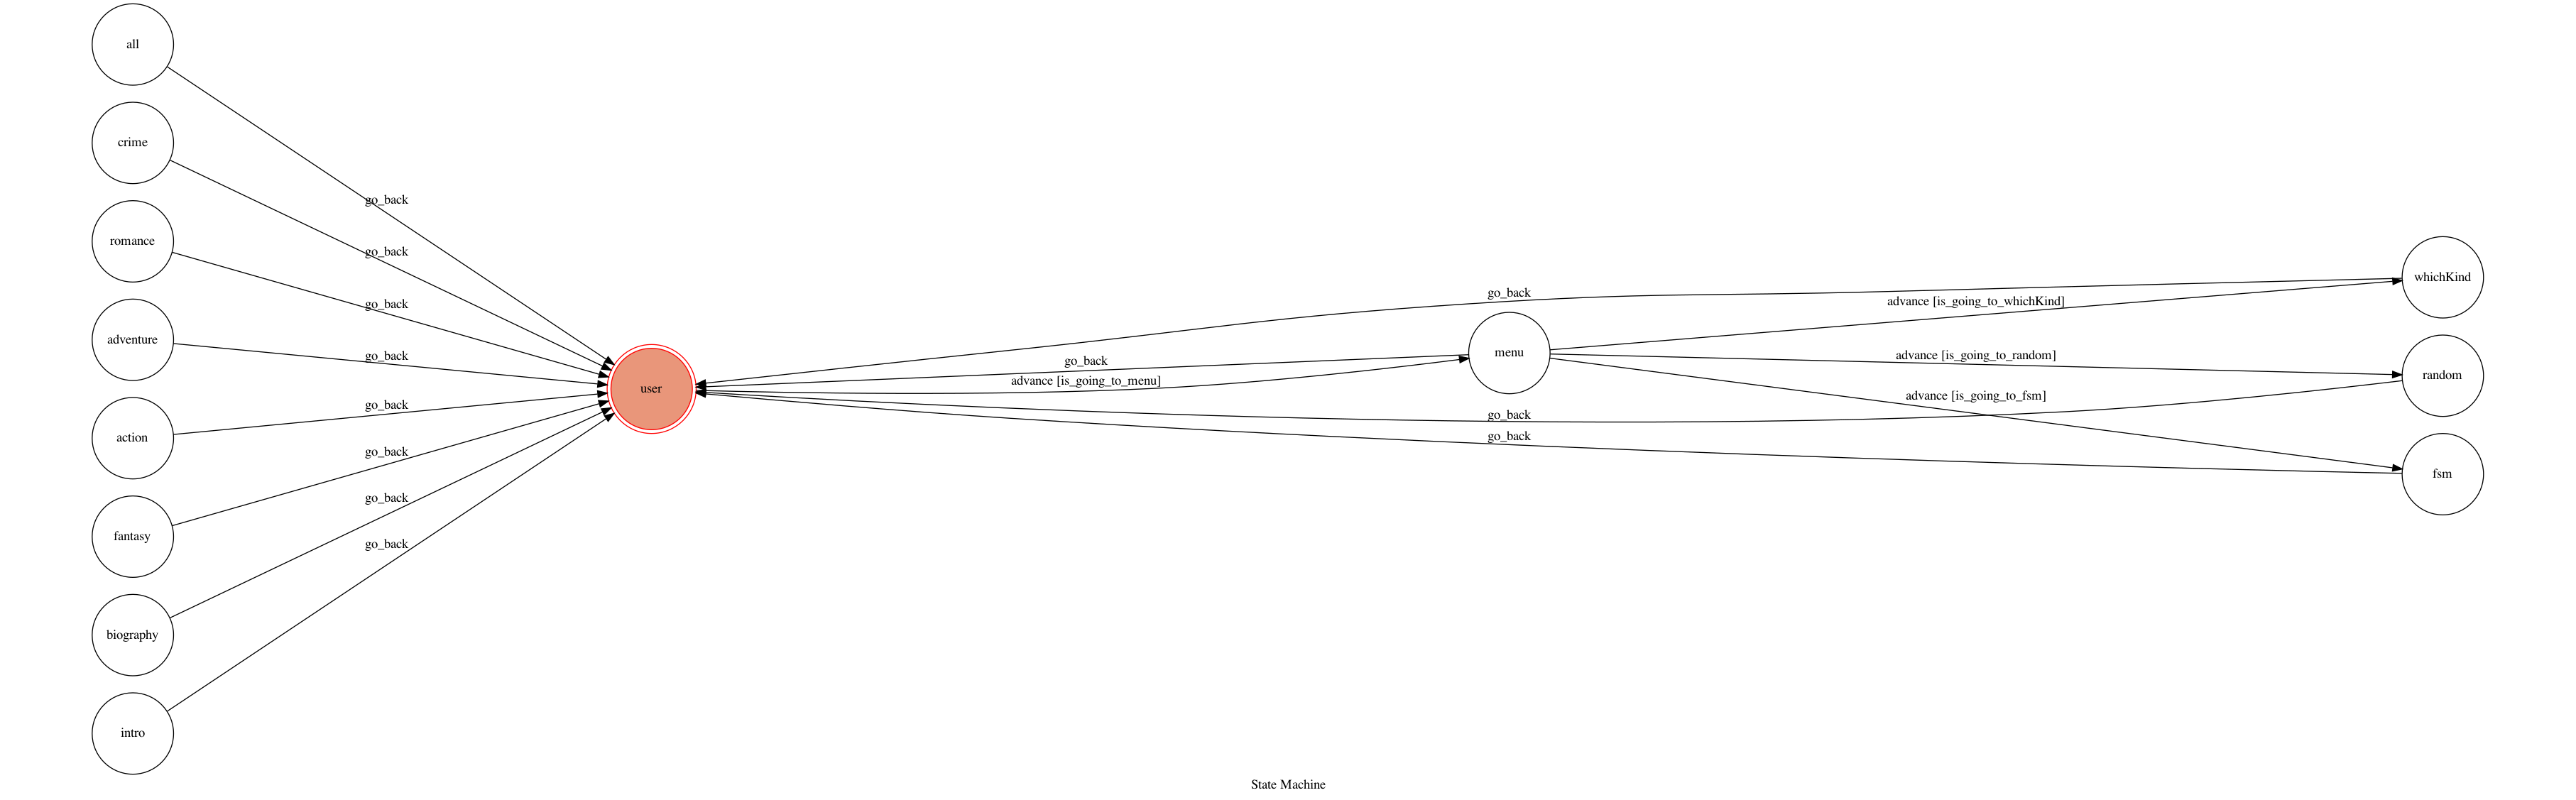 all
crime
romance
adventure
action
fantasy
biography
intro
go_back
go_back
go_back
go_back
go_back
go_back
go_back
go_back
user
go_back
advance [is_going_to_menu]
go_back
menu
go_back
go_back
advance [is_going_to_whichKind]
advance [is_going_to_random]
advance [is_going_to_fsm]
whichKind
random
fsm
State Machine